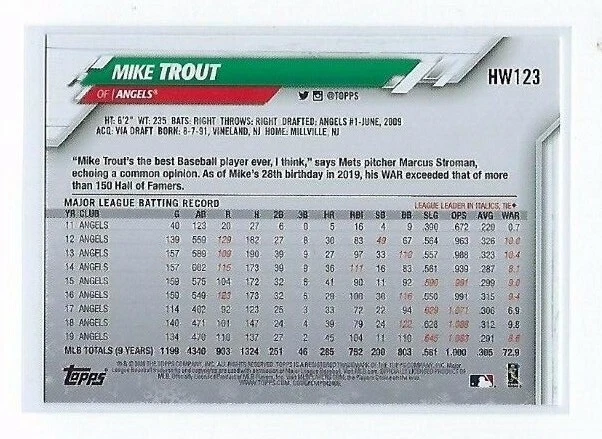 MIKE TROUT
HW123
OF / ANGELS®
@TOPPS
HT: 6'2" WT: 235 BATS: RIGHT THROWS: RIGHT DRAFTED: ANGELS #1-JUNE, 2009
ACQ: VIA DRAFT BORN: 8-7-91, VINELAND, NJ HOME: MILLVILLE, NJ
"Mike Trout's the best Baseball player ever, I think," says Mets pitcher Marcus Stroman,
echoing a common opinion. As of Mike's 28th birthday in 2019, his WAR exceeded that of more
than 150 Hall of Famers.
MAJOR LEAGUE BATTING RECORD LEAGUE LEADER IN ITALICS, TIE♦
YR CLUB G AB R H 2B 3B HR RBI SB BB SLG OPS AVG WAR
11 ANGELS 40 123 20 27 6 0 5 16 4 9 .390 .672 .220 0.7
12 ANGELS 139 559 129 182 27 8 30 83 49 67 .564 .963 .326
13 ANGELS 157 589 109 190 39 9 27 97 33 110 .557 .988 .323
14 ANGELS 157 602 115 173 39 9 36 111 16 83 .561 .939 .287
15 ANGELS 159 575 104 172 32 6 41 90 11 92 .590 .991 .299 9.0
16 ANGELS 159 549 123 173 32 5 29 100 30 116 .550 .991 .315
17 ANGELS 114 402 92 123 25 3 33 72 22 94 .629 1.071 .306 6.9
18 ANGELS 140 471 101 147 24 4 39 79 24 122 .628 1.088 .312 9.8
19 ANGELS 134 470 110 137 27 2 45 104 11 110 .645 1.083 .291
MLB TOTALS (9 YEARS) 1199 4340 903 1324 251 46 285 752 200 803 .581 1.000 .305 72.9
TOPPS